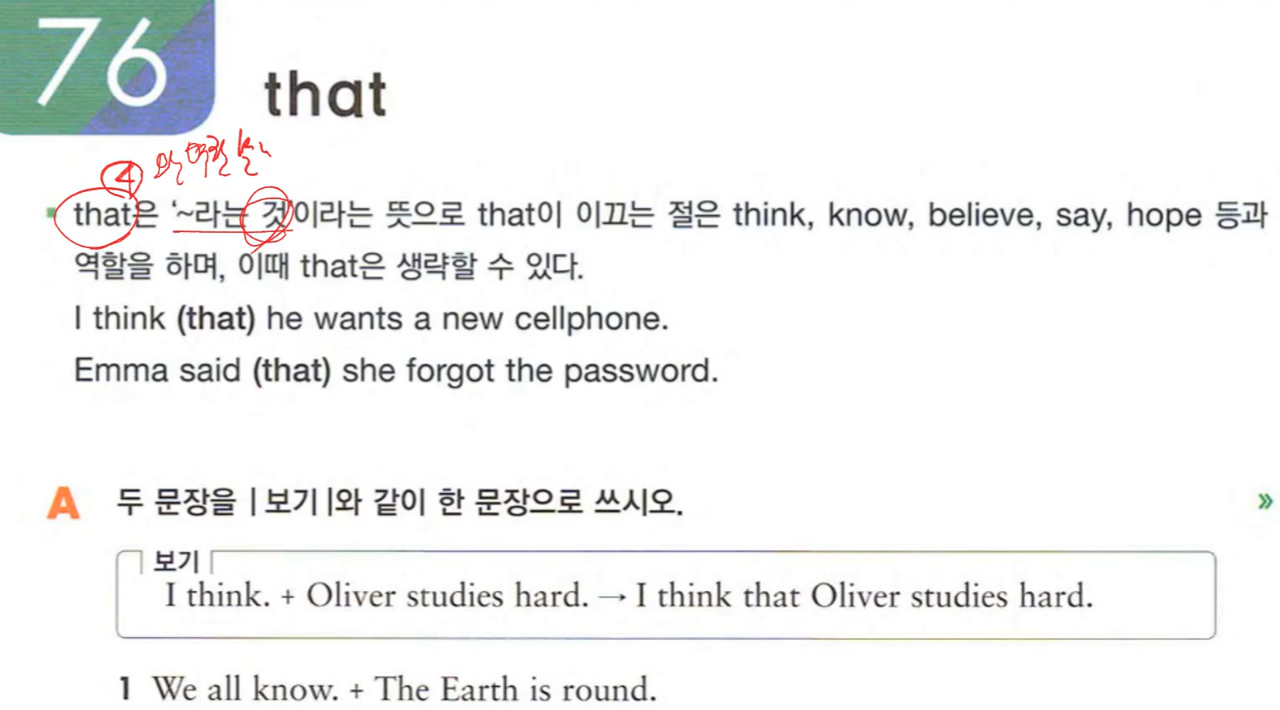 76
that
④
that은 '~라는 것'이라는 뜻으로 that이 이끄는 절은 think, know, believe, say, hope 등과
역할을 하며, 이때 that은 생략할 수 있다.
I think (that) he wants a new cellphone.
Emma said (that) she forgot the password.
A 두 문장을 |보기|와 같이 한 문장으로 쓰시오. »
보기
I think. + Oliver studies hard. → I think that Oliver studies hard.
1 We all know. + The Earth is round.